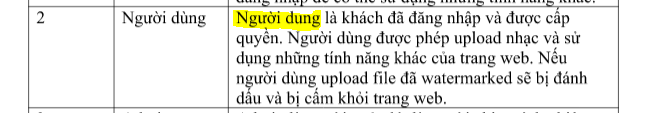 2 Người dùng Người dung là khách đã đăng nhập và được cấp
quyền. Người dùng được phép upload nhạc và sử
dụng những tính năng khác của trang web. Nếu
người dùng upload file đã watermarked sẽ bị đánh
dấu và bị cấm khỏi trang web.